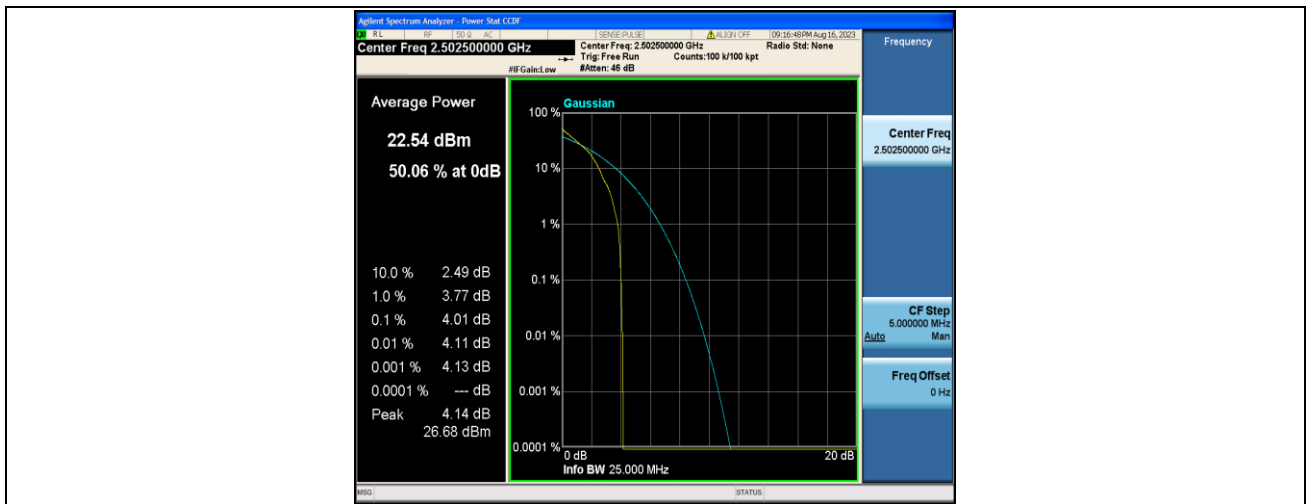 Agilent Spectrum Analyzer - Power Stat CCDF
RL RF 50 Ω AC SENSE:PULSE ALIGN OFF 09:16:48 PM Aug 16, 2023
Center Freq 2.502500000 GHz
Center Freq: 2.502500000 GHz Radio Std: None
Trig: Free Run Counts:100 k/100 kpt
#IFGain:Low #Atten: 46 dB
Frequency
Average Power
22.54 dBm
50.06 % at 0dB
10.0 % 2.49 dB
1.0 % 3.77 dB
0.1 % 4.01 dB
0.01 % 4.11 dB
0.001 % 4.13 dB
0.0001 % --- dB
Peak 4.14 dB
26.68 dBm
Gaussian
100 %
10 %
1 %
0.1 %
0.01 %
0.001 %
0.0001 %
0 dB 20 dB
Info BW 25.000 MHz
Center Freq
2.502500000 GHz
CF Step
5.000000 MHz
Auto Man
Freq Offset
0 Hz
MSG STATUS